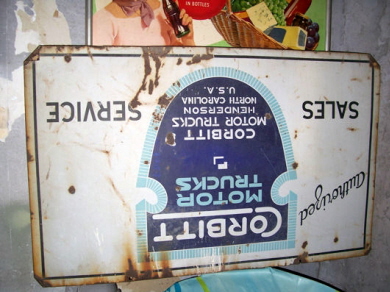 IN BOTTLES
Authorized
CORBITT
MOTOR
TRUCKS
CORBITT
MOTOR TRUCKS
HENDERSON
NORTH CAROLINA
U.S.A.
SALES SERVICE